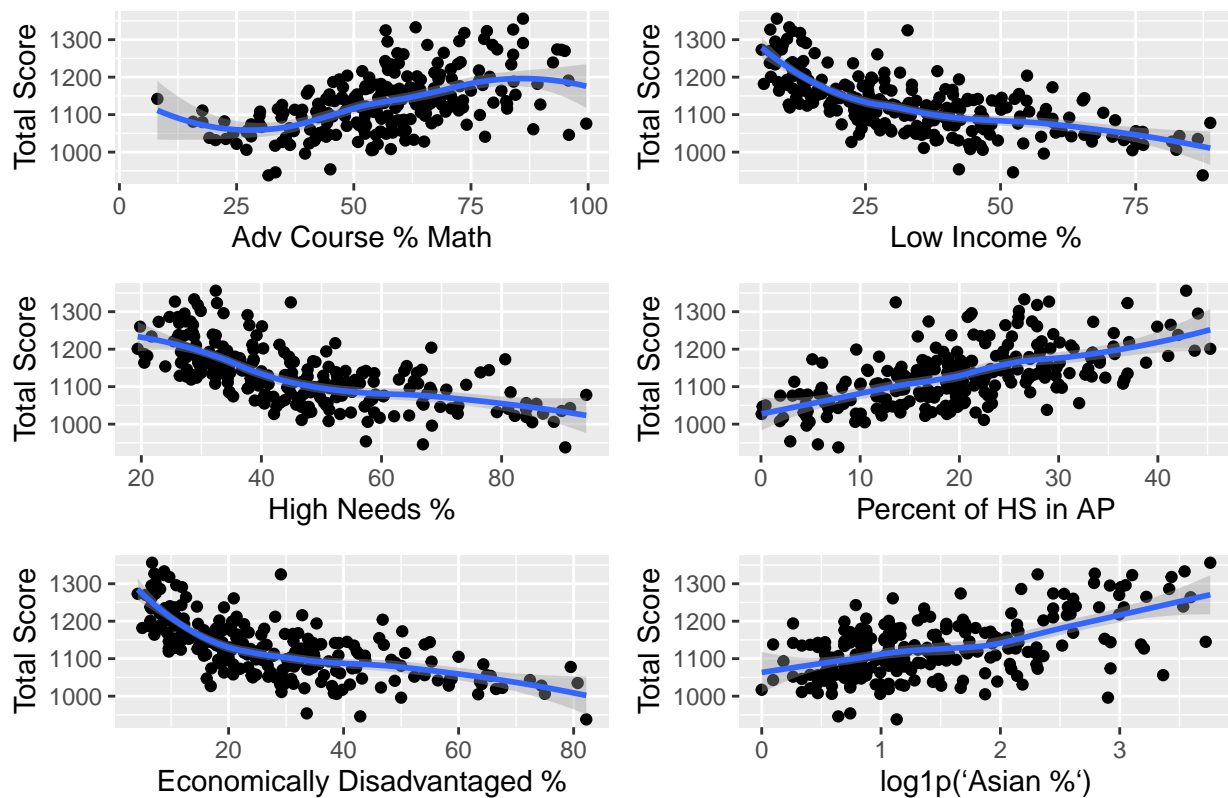 1300
1200
1100
1000
Total Score
0 25 50 75 100
Adv Course % Math
1300
1200
1100
1000
Total Score
25 50 75
Low Income %
1300
1200
1100
1000
Total Score
20 40 60 80
High Needs %
1300
1200
1100
1000
Total Score
0 10 20 30 40
Percent of HS in AP
1300
1200
1100
1000
Total Score
20 40 60 80
Economically Disadvantaged %
1300
1200
1100
1000
Total Score
0 1 2 3
log1p(‘Asian %‘)